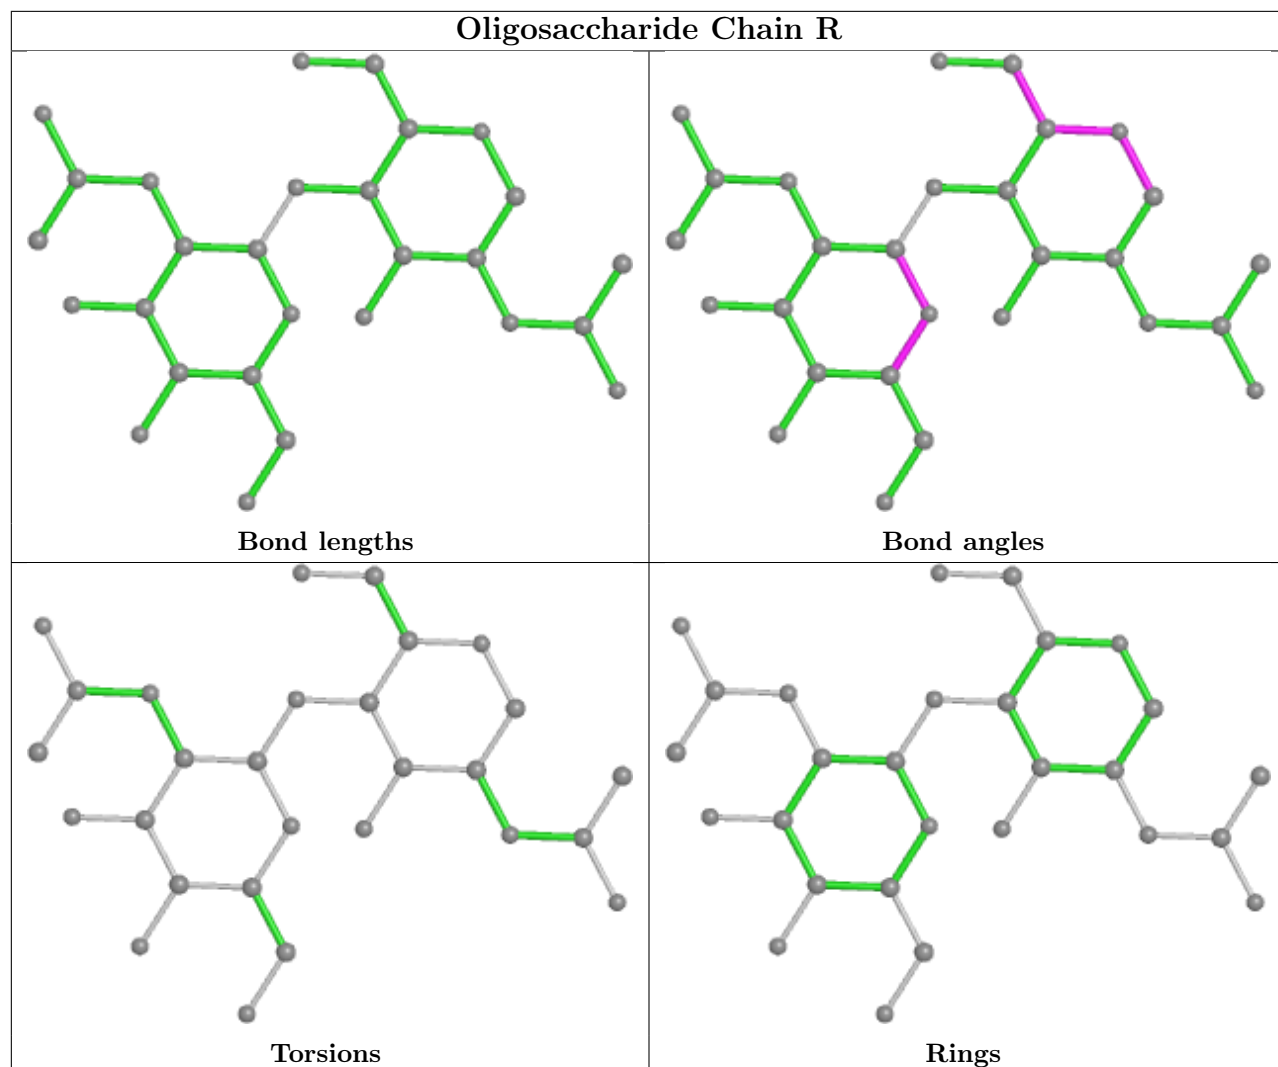 Oligosaccharide Chain R
Bond lengths
Bond angles
Torsions
Rings